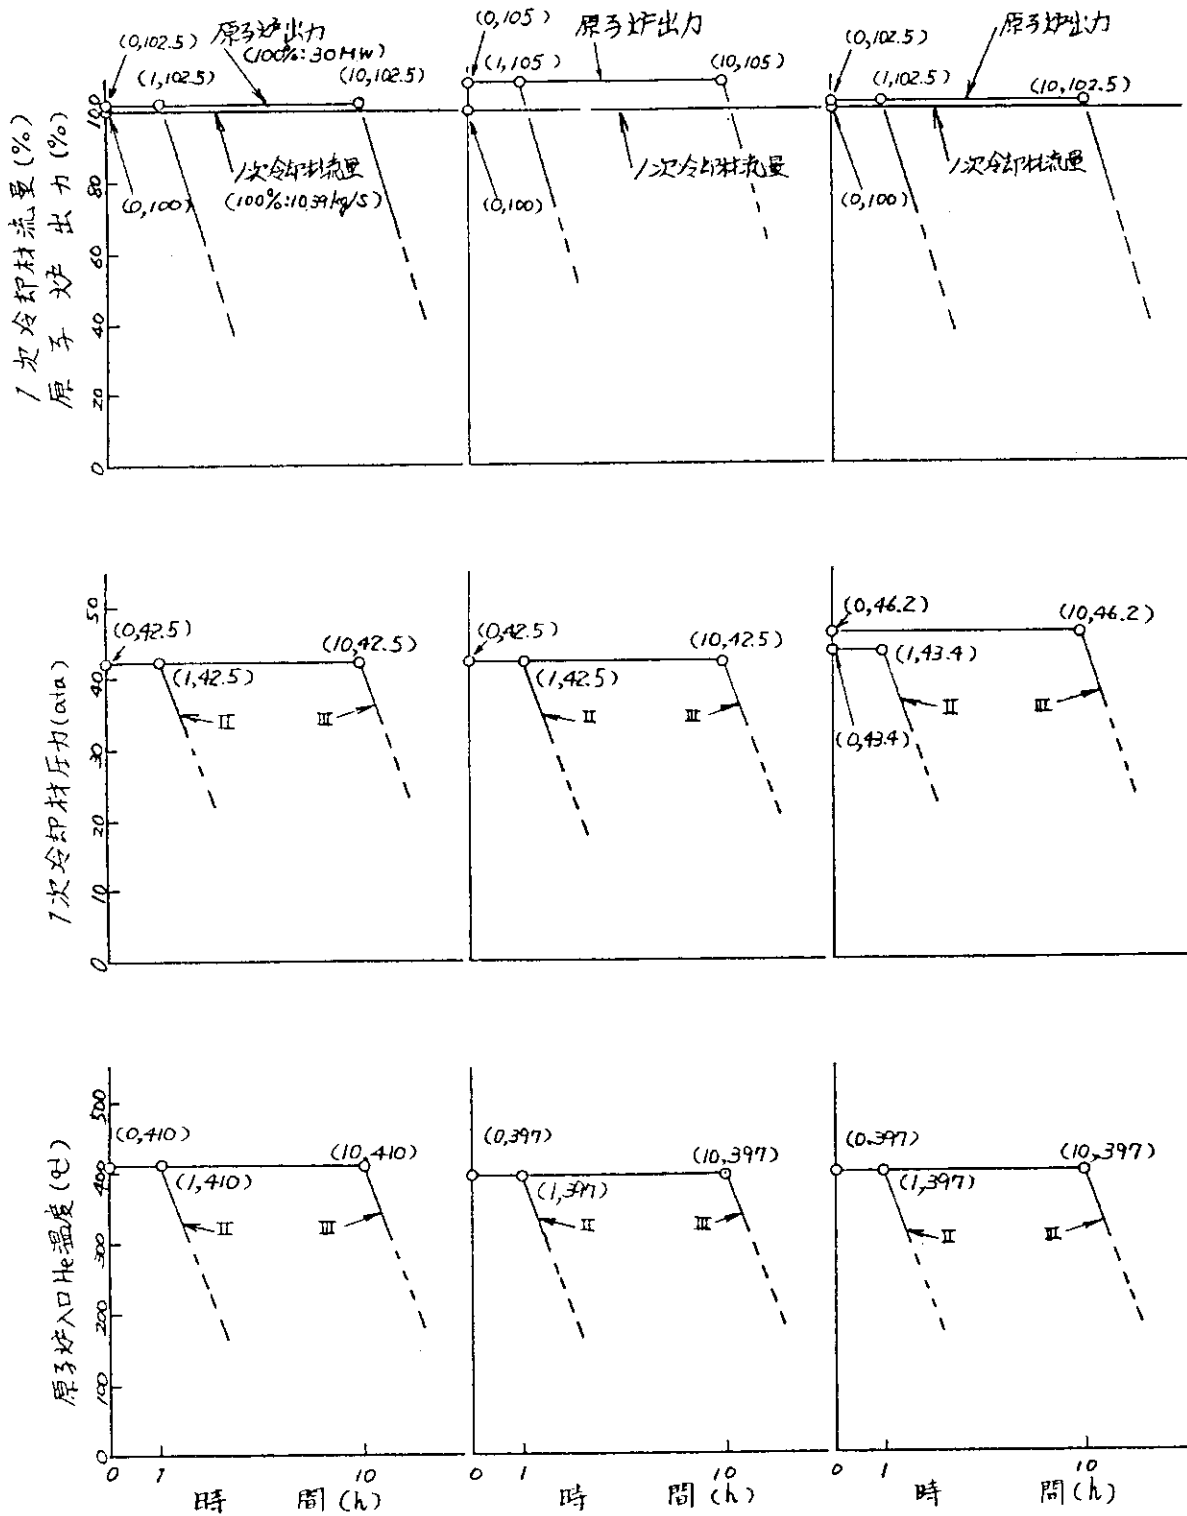 1次冷却材流量(%)
原子炉出力(%)
100
80
60
40
20
0
(0,102.5)
原子炉出力
(100%:30MW)
(1,102.5)
(10,102.5)
1次冷却材流量
(100%:10.39kg/s)
(0,100)
(0,105)
原子炉出力
(1,105)
(10,105)
1次冷却材流量
(0,100)
(0,102.5)
原子炉出力
(1,102.5)
(10,102.5)
1次冷却材流量
(0,100)
1次冷却材圧力(ata)
50
40
30
20
10
0
(0,42.5)
(10,42.5)
(1,42.5)
II
III
(0,42.5)
(10,42.5)
(1,42.5)
II
III
(0,46.2)
(10,46.2)
(1,43.4)
II
III
(0,43.4)
原子炉入口He温度(℃)
500
400
300
200
100
0
(0,410)
(10,410)
(1,410)
II
III
(0,397)
(10,397)
(1,397)
II
III
(0.397)
(10,397)
(1,397)
II
III
0 1 10
時間(h)
0 1 10
時間(h)
0 1 10
時間(h)